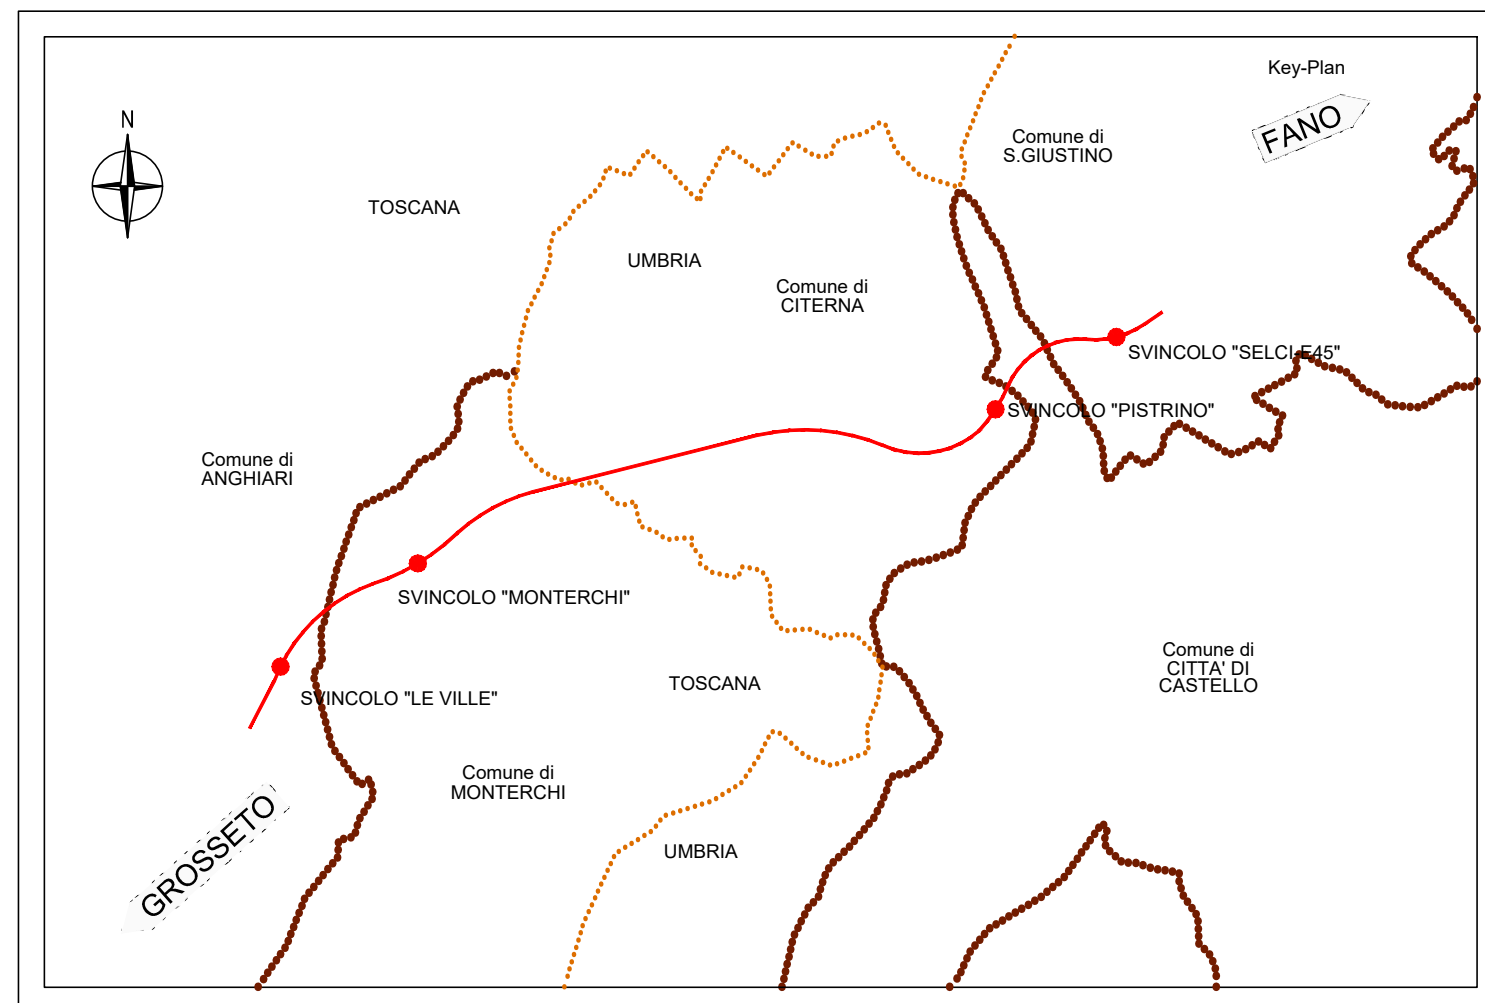 Key-Plan
FANO
N
Comune di
S.GIUSTINO
TOSCANA
UMBRIA
Comune di
CITERNA
SVINCOLO "SELCI-E45"
SVINCOLO "PISTRINO"
Comune di
ANGHIARI
SVINCOLO "MONTERCHI"
Comune di
CITTA' DI
CASTELLO
TOSCANA
SVINCOLO "LE VILLE"
Comune di
MONTERCHI
GROSSETO
UMBRIA